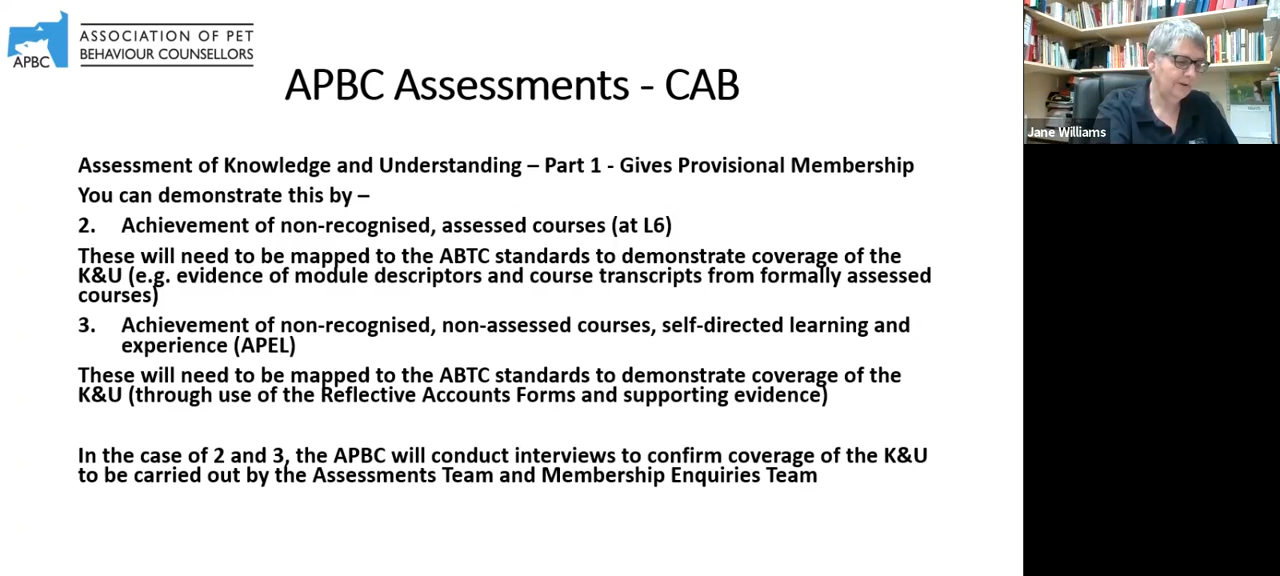 ASSOCIATION OF PET
BEHAVIOUR COUNSELLORS
APBC
APBC Assessments - CAB
Jane Williams
Assessment of Knowledge and Understanding – Part 1 - Gives Provisional Membership
You can demonstrate this by –
2. Achievement of non-recognised, assessed courses (at L6)
These will need to be mapped to the ABTC standards to demonstrate coverage of the
K&U (e.g. evidence of module descriptors and course transcripts from formally assessed
courses)
3. Achievement of non-recognised, non-assessed courses, self-directed learning and
experience (APEL)
These will need to be mapped to the ABTC standards to demonstrate coverage of the
K&U (through use of the Reflective Accounts Forms and supporting evidence)
In the case of 2 and 3, the APBC will conduct interviews to confirm coverage of the K&U
to be carried out by the Assessments Team and Membership Enquiries Team